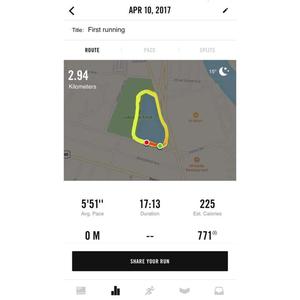 APR 10, 2017
Title: First running
ROUTE PACE SPLITS
2.94
Kilometers
15°
5'51" 17:13 225
Avg. Pace Duration Est. Calories
0 M -- 771
SHARE YOUR RUN